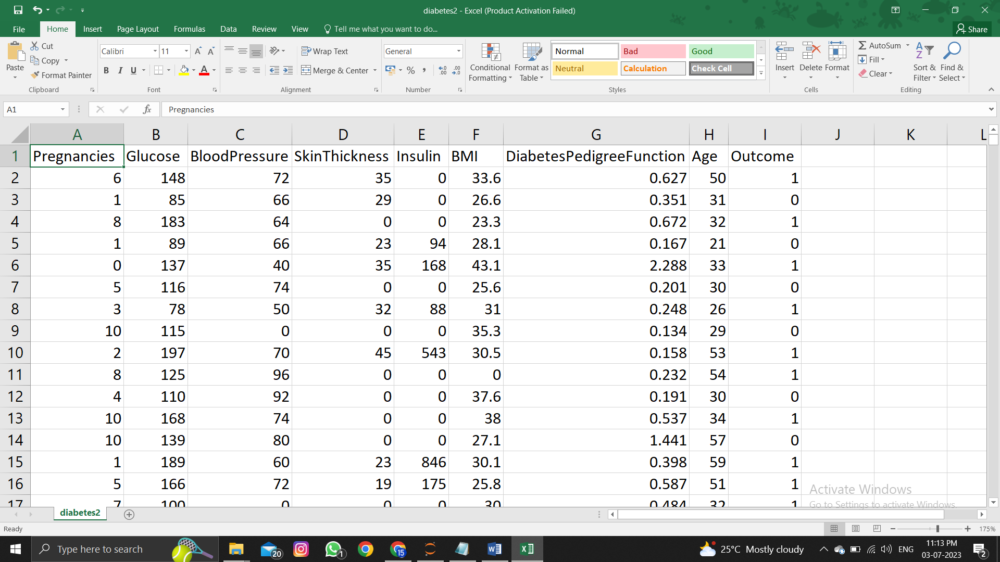 diabetes2 - Excel (Product Activation Failed)
File Home Insert Page Layout Formulas Data Review View Tell me what you want to do... Share
Paste
Cut
Copy
Format Painter
Clipboard
Calibri 11
B I U
Font
Wrap Text
Merge & Center
Alignment
General
Number
Conditional Formatting
Format as Table
Normal Bad Good
Neutral Calculation Check Cell
Styles
Insert Delete Format
Cells
AutoSum
Fill
Clear
Sort & Filter
Find & Select
Editing
A1 fx Pregnancies
A B C D E F G H I J K L
1 Pregnancies Glucose BloodPressure SkinThickness Insulin BMI DiabetesPedigreeFunction Age Outcome
2 6 148 72 35 0 33.6 0.627 50 1
3 1 85 66 29 0 26.6 0.351 31 0
4 8 183 64 0 0 23.3 0.672 32 1
5 1 89 66 23 94 28.1 0.167 21 0
6 0 137 40 35 168 43.1 2.288 33 1
7 5 116 74 0 0 25.6 0.201 30 0
8 3 78 50 32 88 31 0.248 26 1
9 10 115 0 0 0 35.3 0.134 29 0
10 2 197 70 45 543 30.5 0.158 53 1
11 8 125 96 0 0 0 0.232 54 1
12 4 110 92 0 0 37.6 0.191 30 0
13 10 168 74 0 0 38 0.537 34 1
14 10 139 80 0 0 27.1 1.441 57 0
15 1 189 60 23 846 30.1 0.398 59 1
16 5 166 72 19 175 25.8 0.587 51 1
17 7 100 0 0 0 30 0.484 32 1
Activate Windows
Go to Settings to activate Windows.
diabetes2
Ready 175%
Type here to search 20 1 15 25°C Mostly cloudy ENG 11:13 PM
03-07-2023 2